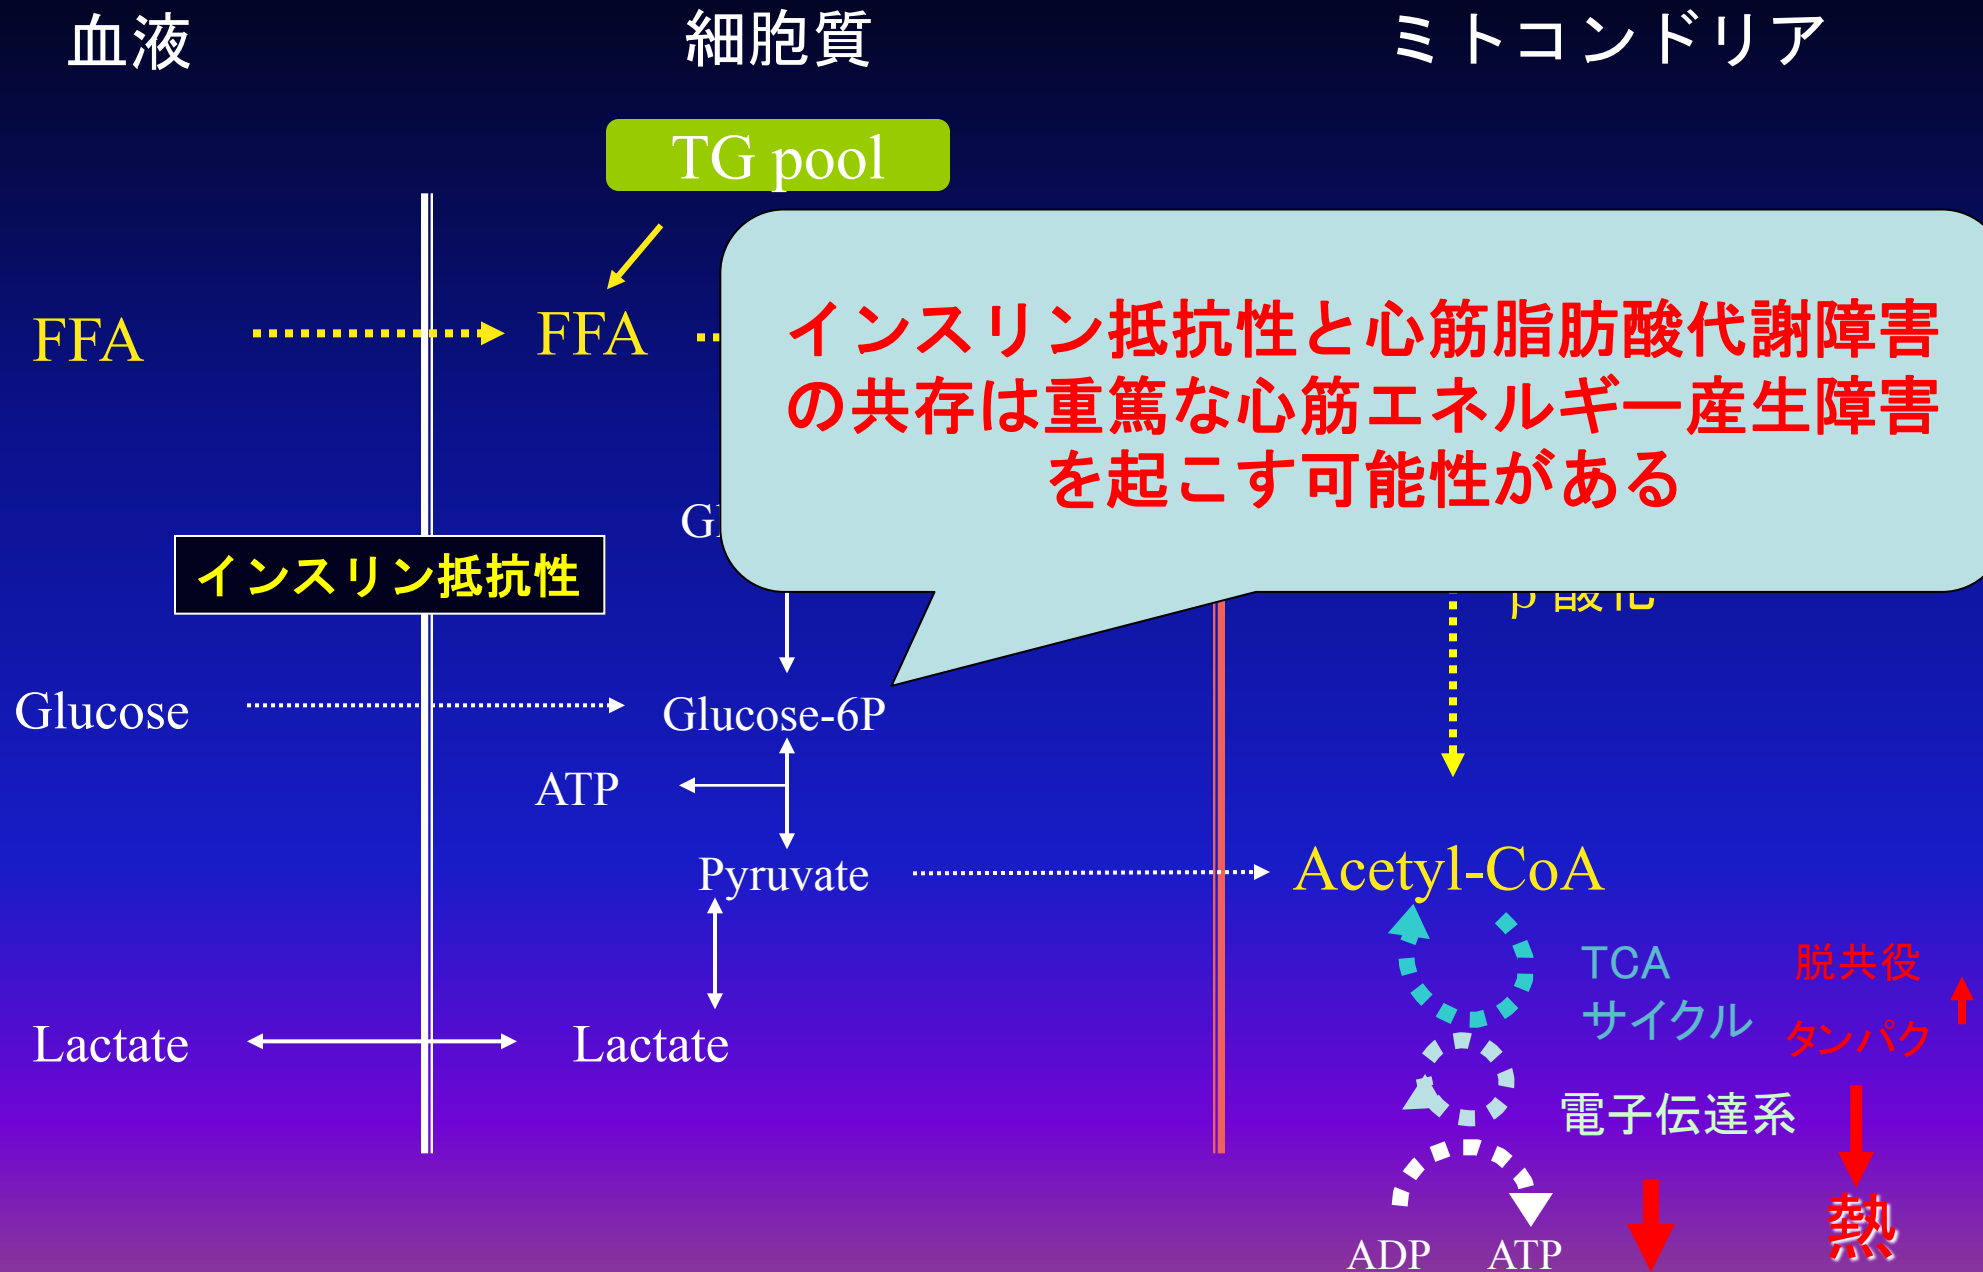 血液
細胞質
ミトコンドリア
TG pool
FFA
FFA
インスリン抵抗性と心筋脂肪酸代謝障害
の共存は重篤な心筋エネルギー産生障害
を起こす可能性がある
インスリン抵抗性
β酸化
Glucose
Glucose-6P
ATP
Pyruvate
Acetyl-CoA
TCA
サイクル
脱共役
タンパク
Lactate
Lactate
電子伝達系
熱
ADP
ATP